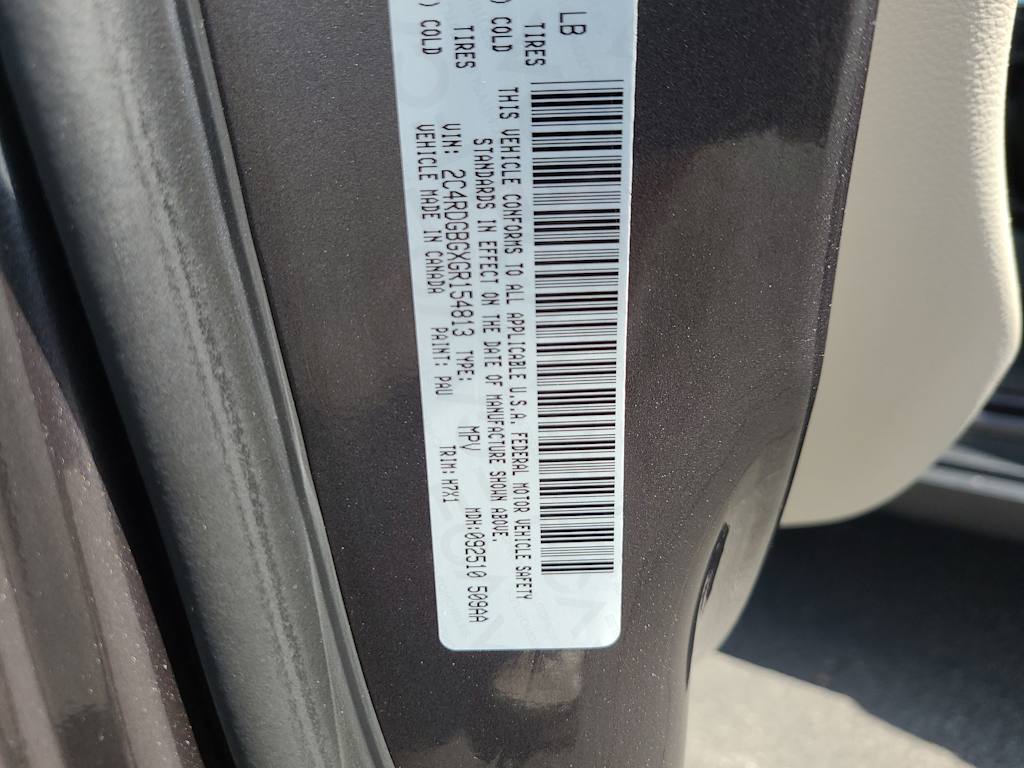 LB
TIRES
) COLD
TIRES
) COLD
THIS VEHICLE CONFORMS TO ALL APPLICABLE U.S.A. FEDERAL MOTOR VEHICLE SAFETY
STANDARDS IN EFFECT ON THE DATE OF MANUFACTURE SHOWN ABOVE.
VIN: 2C4RDGBGXGR154813 TYPE: MPV MDH:092510 509AA
VEHICLE MADE IN CANADA PAINT: PAU TRIM: H7X1